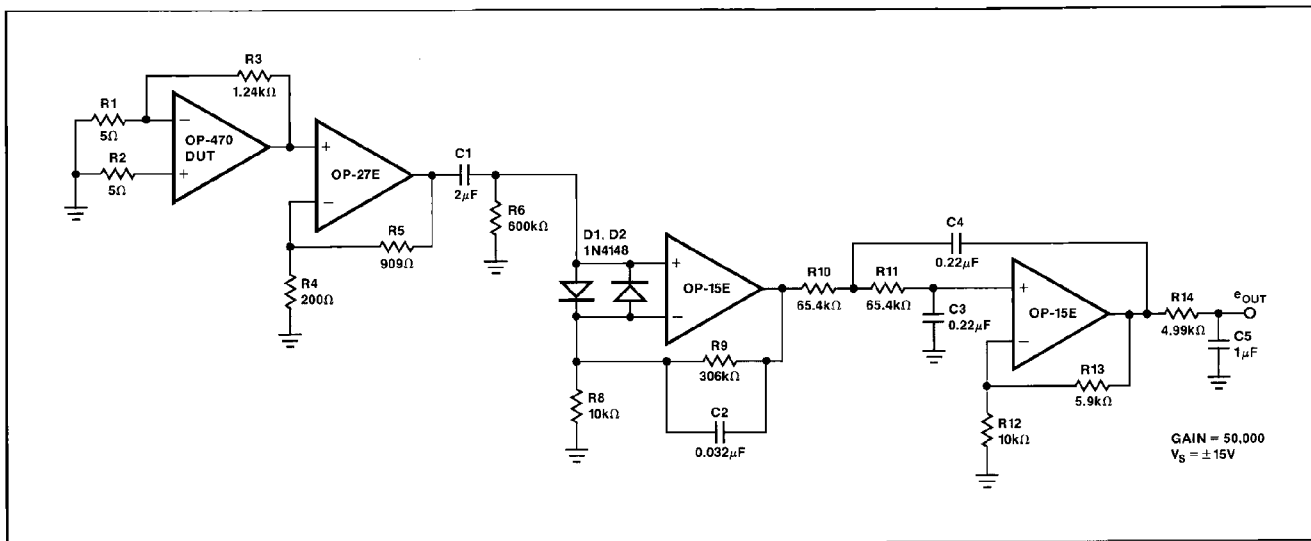 R3
1.24kΩ
R1
5Ω
−
OP-470
DUT
+
R2
5Ω
+
OP-27E
−
R5
909Ω
R4
200Ω
C1
2μF
R6
600kΩ
D1, D2
1N4148
+
OP-15E
−
R9
306kΩ
R8
10kΩ
C2
0.032μF
R10
65.4kΩ
R11
65.4kΩ
C4
0.22μF
C3
0.22μF
+
OP-15E
−
R13
5.9kΩ
R12
10kΩ
R14
4.99kΩ
eOUT
C5
1μF
GAIN = 50,000
VS = ±15V